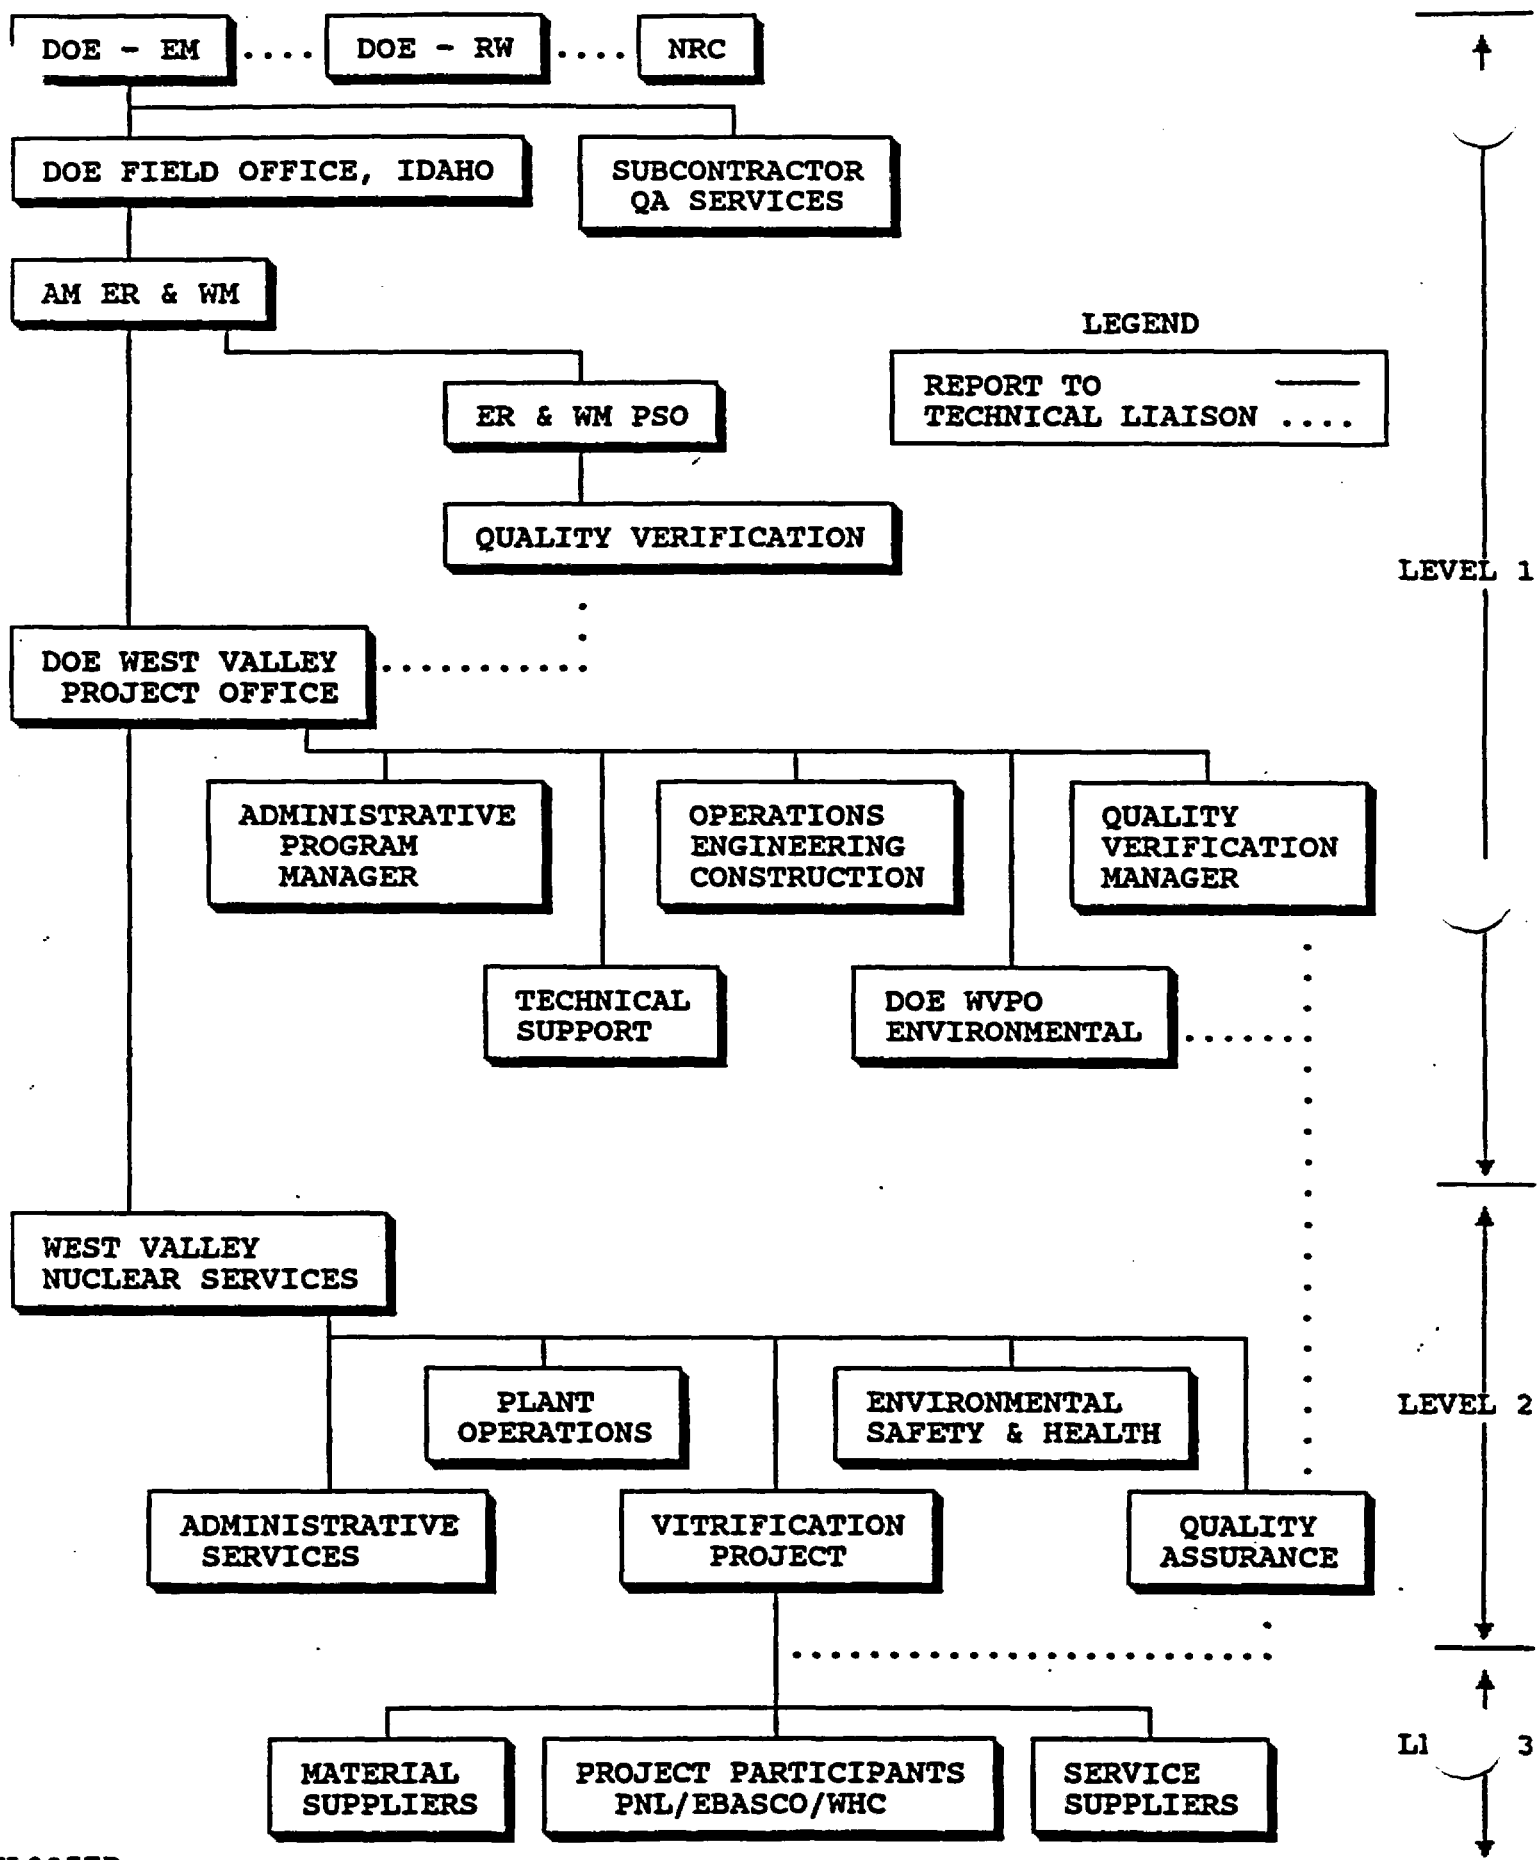 DOE - EM .... DOE - RW .... NRC
DOE FIELD OFFICE, IDAHO
SUBCONTRACTOR
QA SERVICES
AM ER & WM
LEGEND
REPORT TO
TECHNICAL LIAISON ....
ER & WM PSO
QUALITY VERIFICATION
LEVEL 1
DOE WEST VALLEY
PROJECT OFFICE
ADMINISTRATIVE
PROGRAM
MANAGER
OPERATIONS
ENGINEERING
CONSTRUCTION
QUALITY
VERIFICATION
MANAGER
TECHNICAL
SUPPORT
DOE WVPO
ENVIRONMENTAL
WEST VALLEY
NUCLEAR SERVICES
PLANT
OPERATIONS
ENVIRONMENTAL
SAFETY & HEALTH
LEVEL 2
ADMINISTRATIVE
SERVICES
VITRIFICATION
PROJECT
QUALITY
ASSURANCE
MATERIAL
SUPPLIERS
PROJECT PARTICIPANTS
PNL/EBASCO/WHC
SERVICE
SUPPLIERS
3